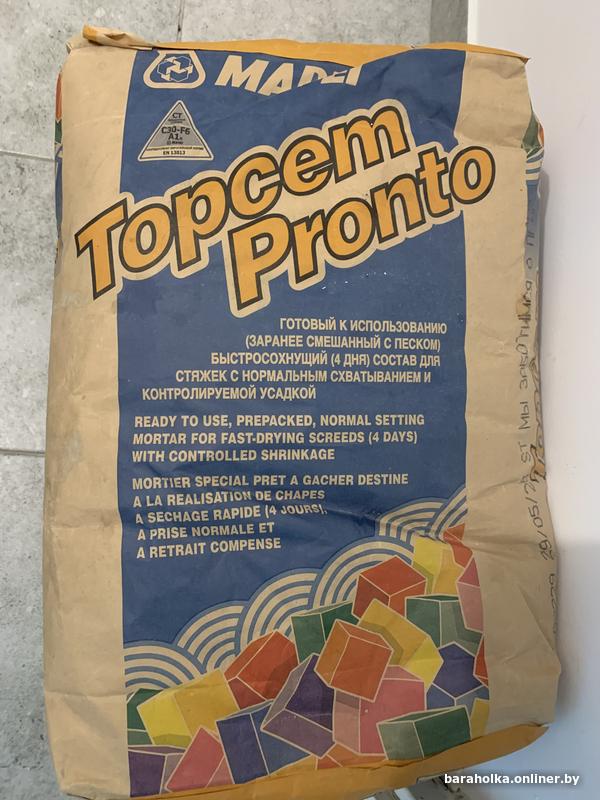 MAPEI
CT
C30-F6
A1fl
EN 13813
Topcem
Pronto
ГОТОВЫЙ К ИСПОЛЬЗОВАНИЮ
(ЗАРАНЕЕ СМЕШАННЫЙ С ПЕСКОМ)
БЫСТРОСОХНУЩИЙ (4 ДНЯ) СОСТАВ ДЛЯ
СТЯЖЕК С НОРМАЛЬНЫМ СХВАТЫВАНИЕМ И
КОНТРОЛИРУЕМОЙ УСАДКОЙ
READY TO USE, PREPACKED, NORMAL SETTING
MORTAR FOR FAST-DRYING SCREEDS (4 DAYS)
WITH CONTROLLED SHRINKAGE
MORTIER SPECIAL PRET A GACHER DESTINE
A LA REALISATION DE CHAPES
A SECHAGE RAPIDE (4 JOURS),
A PRISE NORMALE ET
A RETRAIT COMPENSE
МЫ ЗАБОТИМСЯ О
baraholka.onliner.by